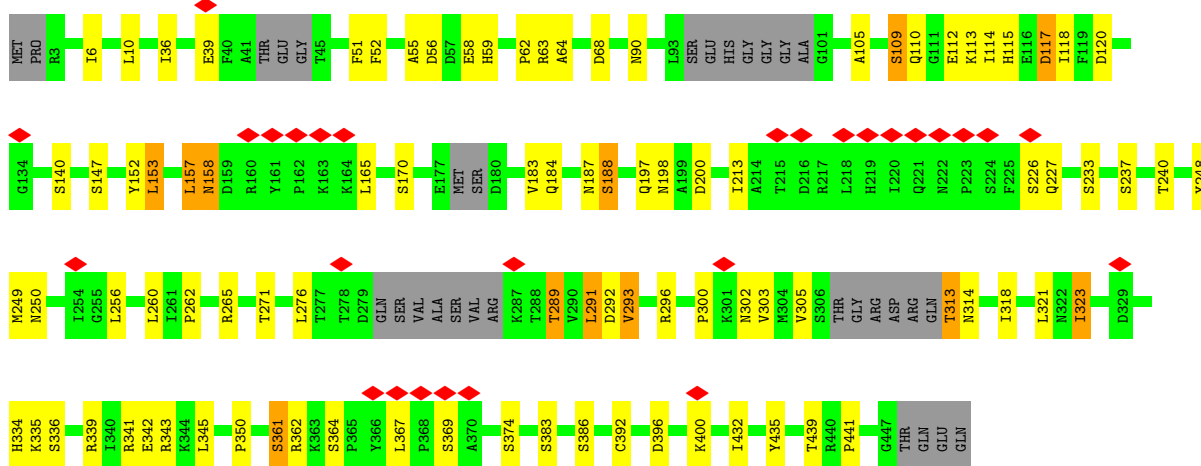 MET PRO R3 I6 L10 I36 E39 F40 A41 THR GLU GLY T45 F51 F52 A55 D56 D57 E58 H59 P62 R63 A64 D68 N90 L93 SER GLU HIS GLY GLY GLY ALA G101 A105 S109 Q110 G111 E112 K113 I114 H115 E116 D117 I118 F119 D120
G134 S140 S147 Y152 L153 L157 N158 D159 R160 Y161 P162 K163 K164 L165 S170 E177 MET SER D180 V183 Q184 N187 S188 Q197 N198 A199 D200 I213 A214 T215 D216 R217 L218 H219 I220 Q221 N222 P223 S224 F225 S226 Q227 S233 S237 T240
M249 N250 I254 G255 L256 L260 I261 P262 R265 T271 L276 T277 T278 D279 GLN SER VAL ALA SER VAL ARG K287 T288 T289 V290 L291 D292 V293 R296 P300 K301 N302 V303 M304 V305 S306 THR GLY ARG ASP ARG GLN T313 N314 I318 L321 N322 I323 D329
H334 K335 S336 R339 I340 R341 E342 R343 K344 L345 P350 S361 R362 K363 S364 P365 Y366 L367 P368 S369 A370 S374 S383 S386 C392 D396 K400 I432 Y435 T439 R440 P441 G447 THR GLN GLU GLN